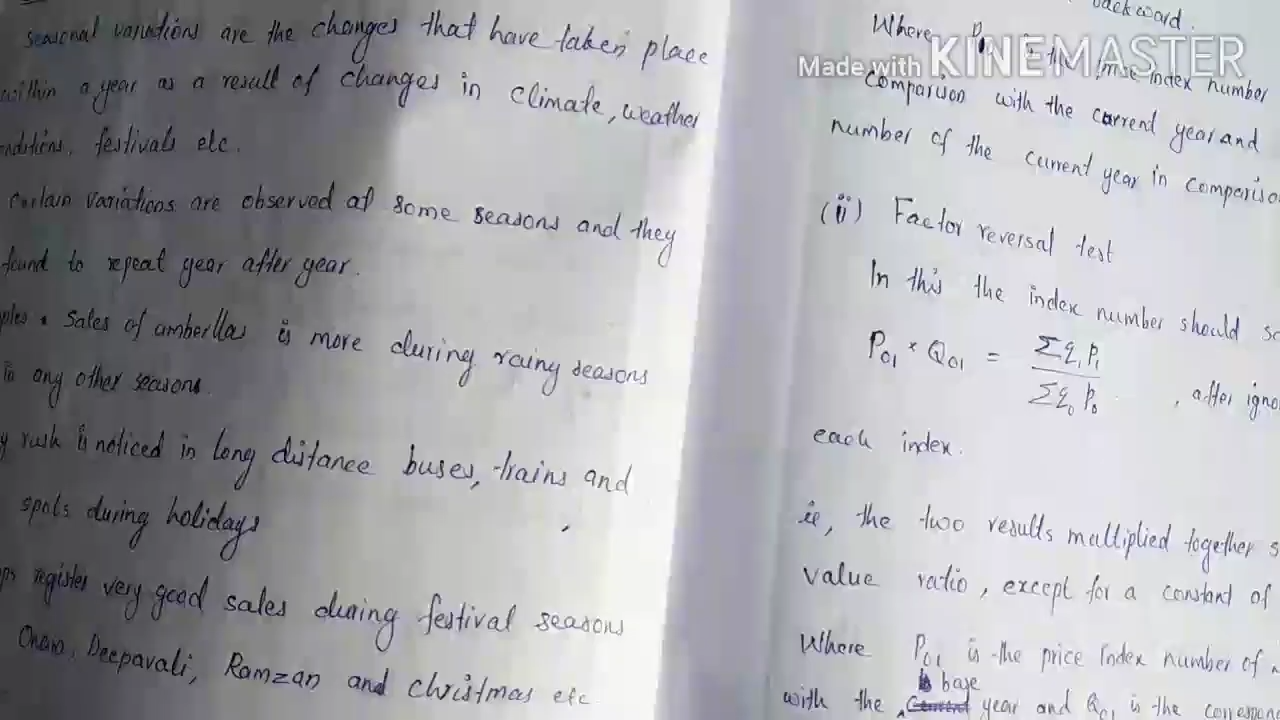 seasonal variations are the changes that have taken place
within a year as a result of changes in climate, weather
festivals etc.
certain variations are observed at some seasons and they
found to repeat year after year.
Sales of amberllas is more during rainy seasons
in any other seasons.
rush is noticed in long distance buses, trains and
spots during holidays
register very good sales during festival seasons
Onam, Deepavali, Ramzan and christmas etc
backward.
Where index number
Made with KINEMASTER
comparison with the current year and
number of the current year in
(ii) Factor reversal test
In this the index number should
P₀₁ × Q₀₁ = Σq₁P₁ / Σq₀P₀ , after
each index.
ie, the two results multiplied together
value ratio, except for a constant of
Where P₀₁ is the price index number of
base
with the year and Q₀₁ is the